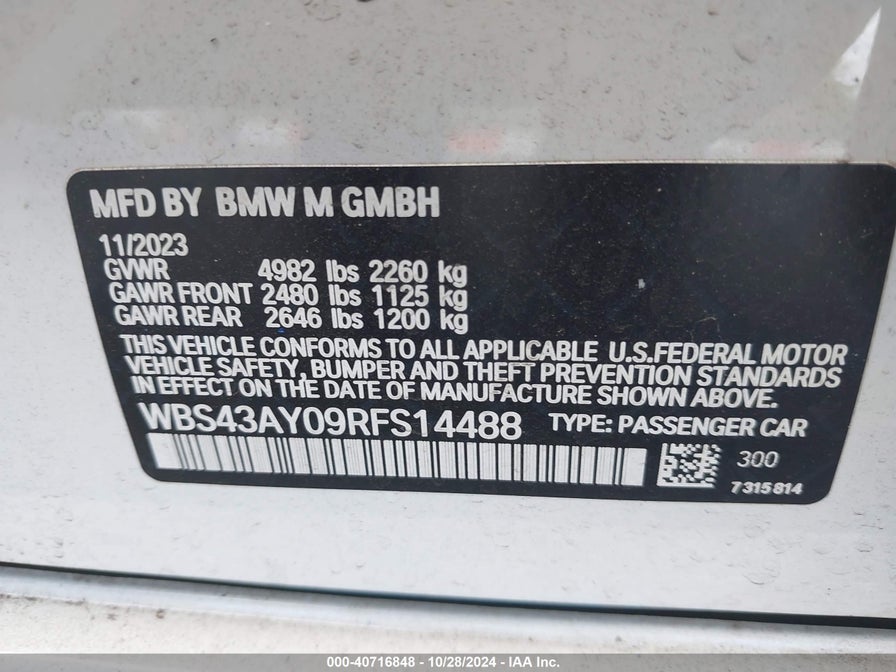 MFD BY BMW M GMBH
11/2023
GVWR 4982 lbs 2260 kg
GAWR FRONT 2480 lbs 1125 kg
GAWR REAR 2646 lbs 1200 kg
THIS VEHICLE CONFORMS TO ALL APPLICABLE U.S.FEDERAL MOTOR
VEHICLE SAFETY, BUMPER AND THEFT PREVENTION STANDARDS
IN EFFECT ON THE DATE OF MANUFACTURE SHOWN ABOVE.
WBS43AY09RFS14488 TYPE: PASSENGER CAR
300
7315814
000-40716848 - 10/28/2024 - IAA Inc.